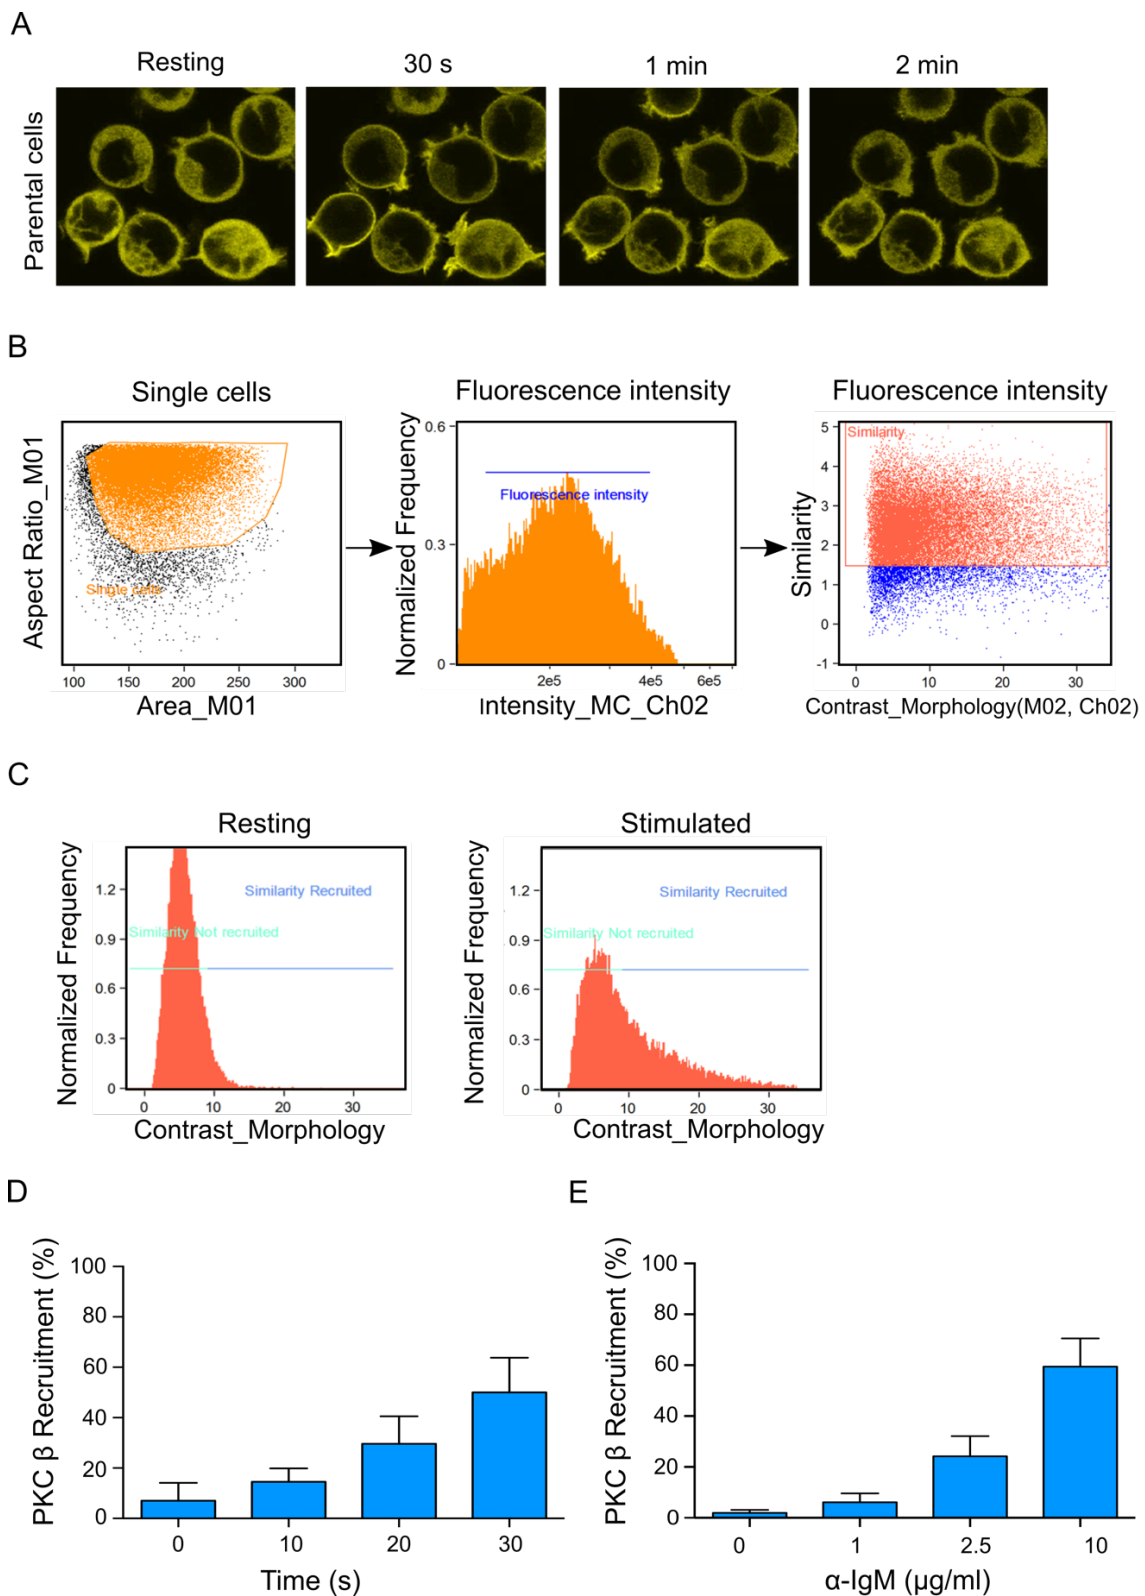 A
Resting
30 s
1 min
2 min
Parental cells
B
Single cells
Fluorescence intensity
Fluorescence intensity
Aspect Ratio_M01
Single cells
100 150 200 250 300
Area_M01
Normalized Frequency
0.6
0.3
0
Fluorescence intensity
2e5 4e5 6e5
Intensity_MC_Ch02
Similarity
5
4
3
2
1
0
-1
Similarity
0 10 20 30
Contrast_Morphology(M02, Ch02)
C
Resting
Stimulated
Normalized Frequency
1.2
0.9
0.6
0.3
0
Similarity Recruited
Similarity Not recruited
0 10 20 30
Contrast_Morphology
Normalized Frequency
1.2
0.9
0.6
0.3
0
Similarity Recruited
Similarity Not recruited
0 10 20 30
Contrast_Morphology
D
PKC β Recruitment (%)
100
80
60
40
20
0
0 10 20 30
Time (s)
E
PKC β Recruitment (%)
100
80
60
40
20
0
0 1 2.5 10
α-IgM (μg/ml)